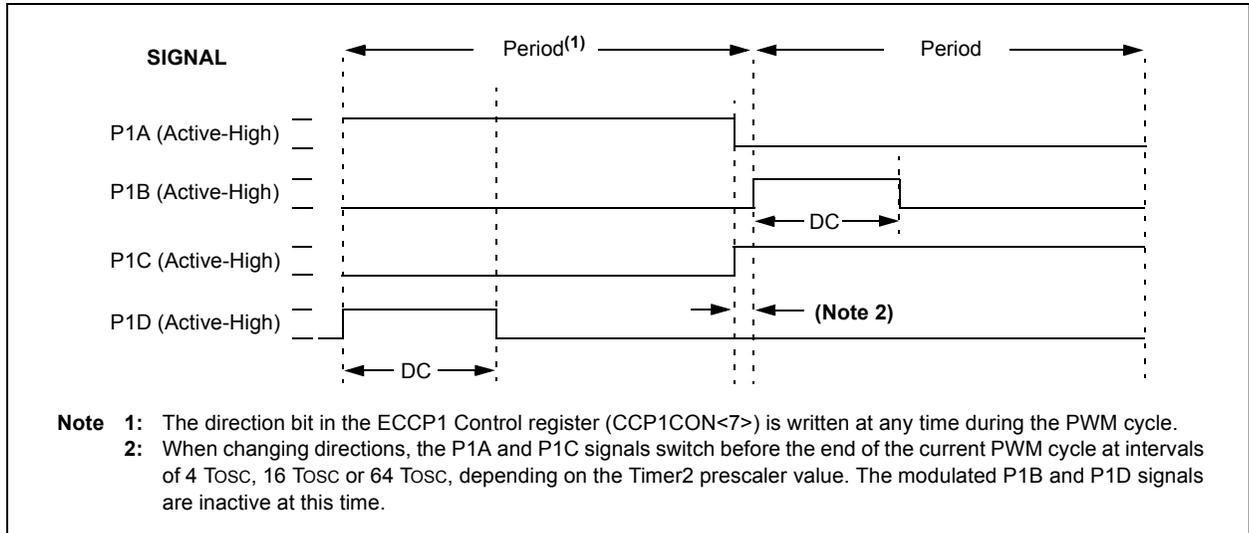 SIGNAL
Period(1)
Period
P1A (Active-High)
P1B (Active-High)
DC
P1C (Active-High)
P1D (Active-High)
(Note 2)
DC
Note 1: The direction bit in the ECCP1 Control register (CCP1CON<7>) is written at any time during the PWM cycle.
2: When changing directions, the P1A and P1C signals switch before the end of the current PWM cycle at intervals
of 4 TOSC, 16 TOSC or 64 TOSC, depending on the Timer2 prescaler value. The modulated P1B and P1D signals
are inactive at this time.